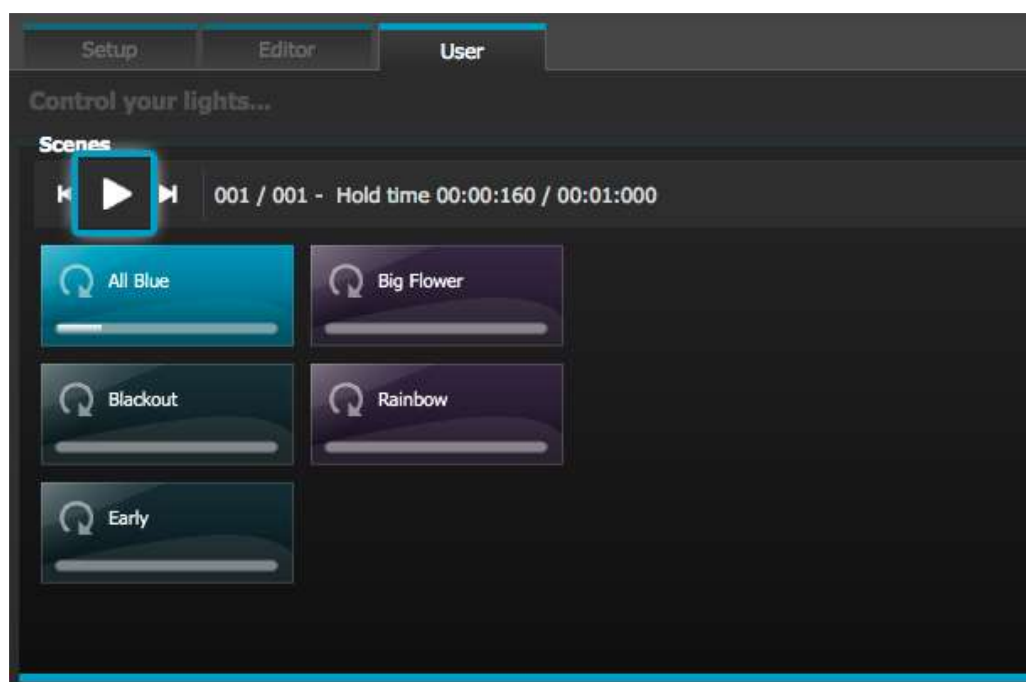 Setup Editor User
Control your lights...
Scenes
001 / 001 - Hold time 00:00:160 / 00:01:000
All Blue Big Flower
Blackout Rainbow
Early